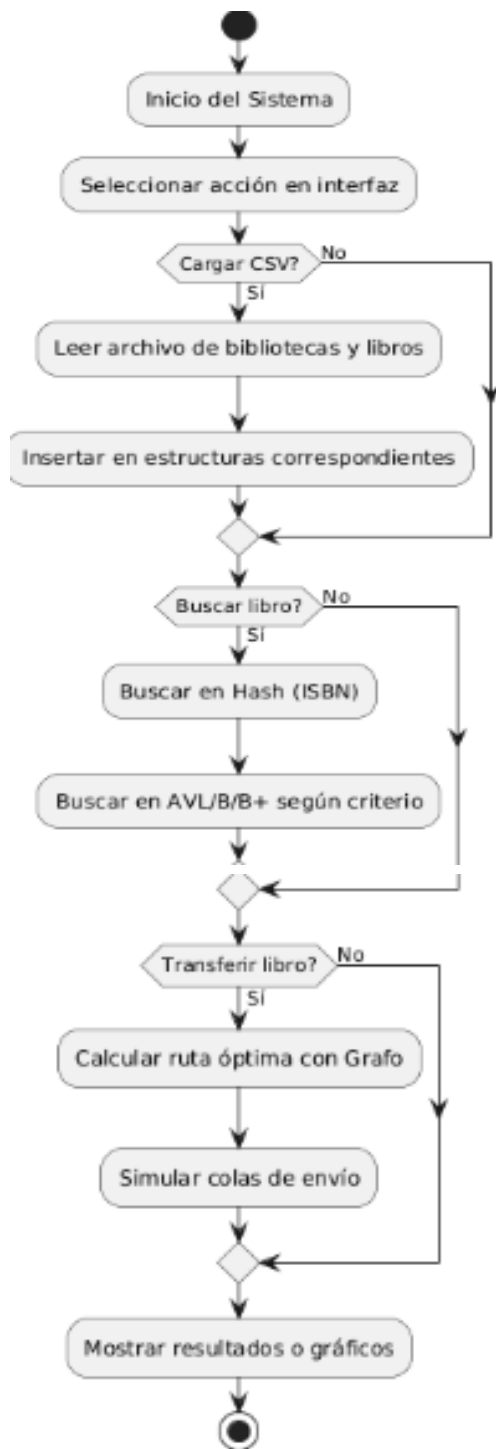 Inicio del Sistema
Seleccionar acción en interfaz
Cargar CSV?
No
Sí
Leer archivo de bibliotecas y libros
Insertar en estructuras correspondientes
Buscar libro?
No
Sí
Buscar en Hash (ISBN)
Buscar en AVL/B/B+ según criterio
Transferir libro?
No
Sí
Calcular ruta óptima con Grafo
Simular colas de envío
Mostrar resultados o gráficos